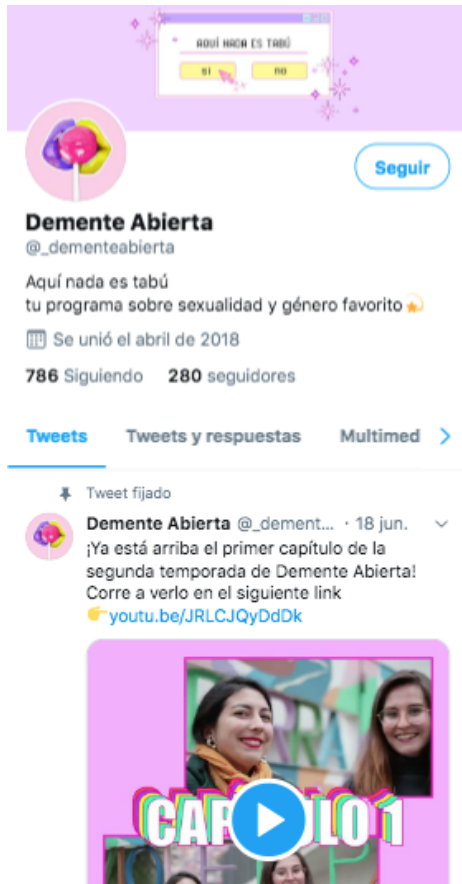 AQUÍ NADA ES TABÚ
SI
NO
Seguir
Demente Abierta
@_dementeabierta
Aquí nada es tabú
tu programa sobre sexualidad y género favorito💫
Se unió el abril de 2018
786 Siguiendo 280 seguidores
Tweets Tweets y respuestas Multimed
Tweet fijado
Demente Abierta @_dement... · 18 jun.
¡Ya está arriba el primer capítulo de la
segunda temporada de Demente Abierta!
Corre a verlo en el siguiente link
👉youtu.be/JRLCJQyDdDk
CAPÍTULO 1